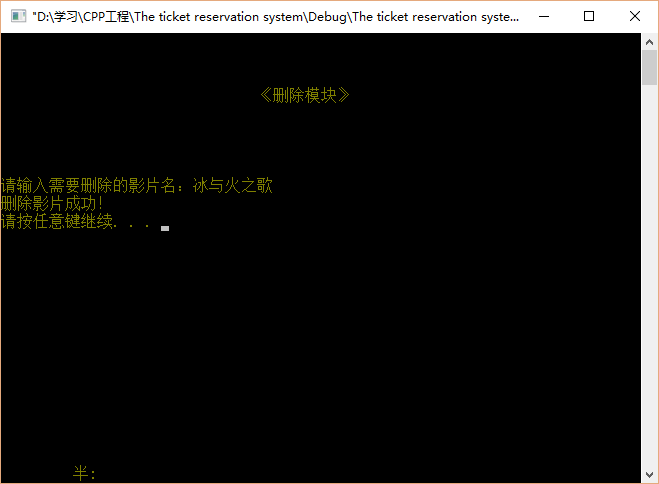 "D:\学习\CPP工程\The ticket reservation system\Debug\The ticket reservation syste...
《删除模块》
请输入需要删除的影片名：冰与火之歌
删除影片成功！
请按任意键继续. . .
半: